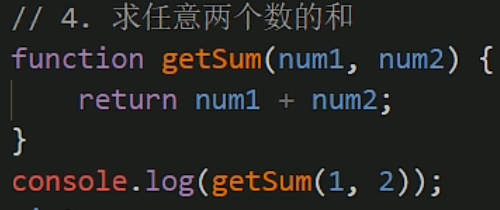 // 4. 求任意两个数的和
function getSum(num1, num2) {
    return num1 + num2;
}
console.log(getSum(1, 2));